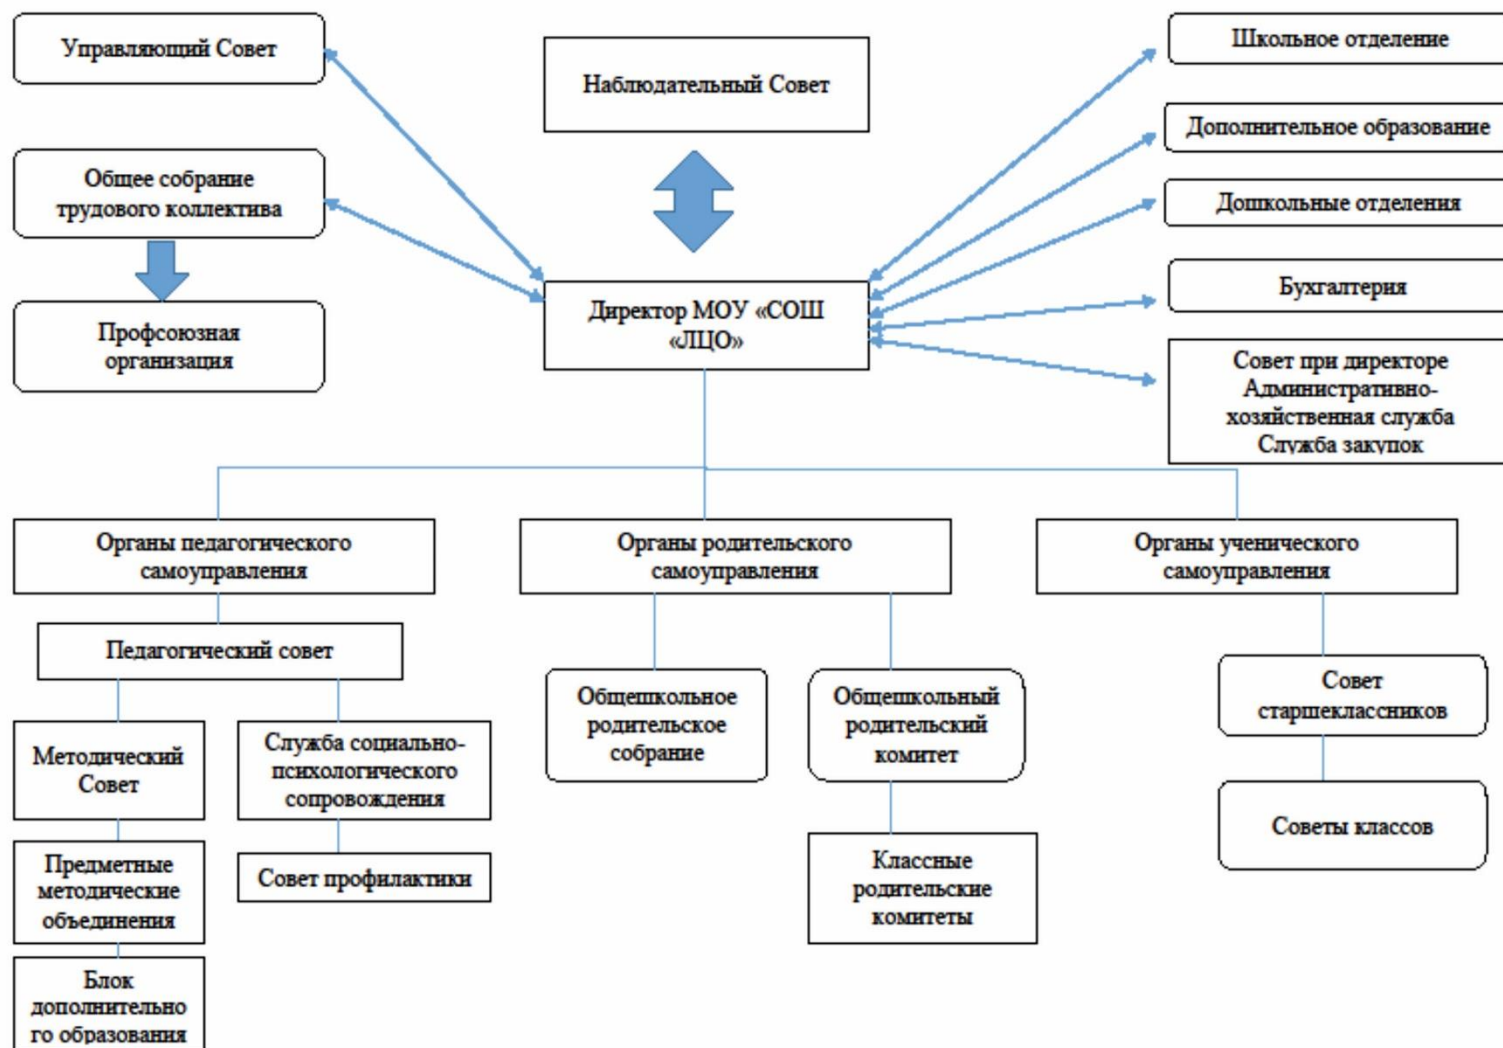 Управляющий Совет
Наблюдательный Совет
Школьное отделение
Дополнительное образование
Общее собрание
трудового коллектива
Дошкольные отделения
Бухгалтерия
Профсоюзная
организация
Директор МОУ «СОШ
«ЛЦО»
Совет при директоре
Административно-
хозяйственная служба
Служба закупок
Органы педагогического
самоуправления
Органы родительского
самоуправления
Органы ученического
самоуправления
Педагогический совет
Методический
Совет
Служба социально-
психологического
сопровождения
Общешкольное
родительское
собрание
Общешкольный
родительский
комитет
Совет
старшеклассников
Предметные
методические
объединения
Совет профилактики
Классные
родительские
комитеты
Советы классов
Блок
дополнительно
го образования